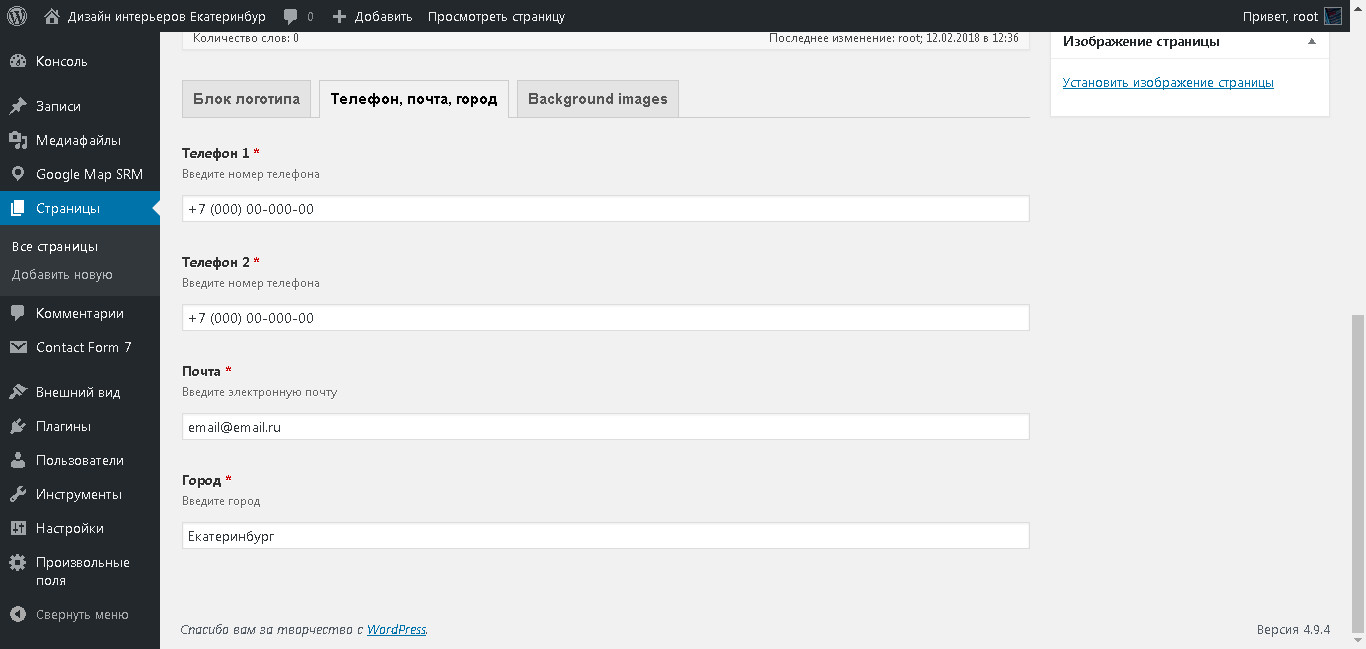 Дизайн интерьеров Екатеринбур 0 Добавить Просмотреть страницу Привет, root
Консоль
Записи
Медиафайлы
Google Map SRM
Страницы
Все страницы
Добавить новую
Комментарии
Contact Form 7
Внешний вид
Плагины
Пользователи
Инструменты
Настройки
Произвольные
поля
Свернуть меню
Количество слов: 0 Последнее изменение: root; 12.02.2018 в 12:36
Блок логотипа Телефон, почта, город Background images
Телефон 1 *
Введите номер телефона
+7 (000) 00-000-00
Телефон 2 *
Введите номер телефона
+7 (000) 00-000-00
Почта *
Введите электронную почту
email@email.ru
Город *
Введите город
Екатеринбург
Изображение страницы
Установить изображение страницы
Спасибо вам за творчество с WordPress. Версия 4.9.4